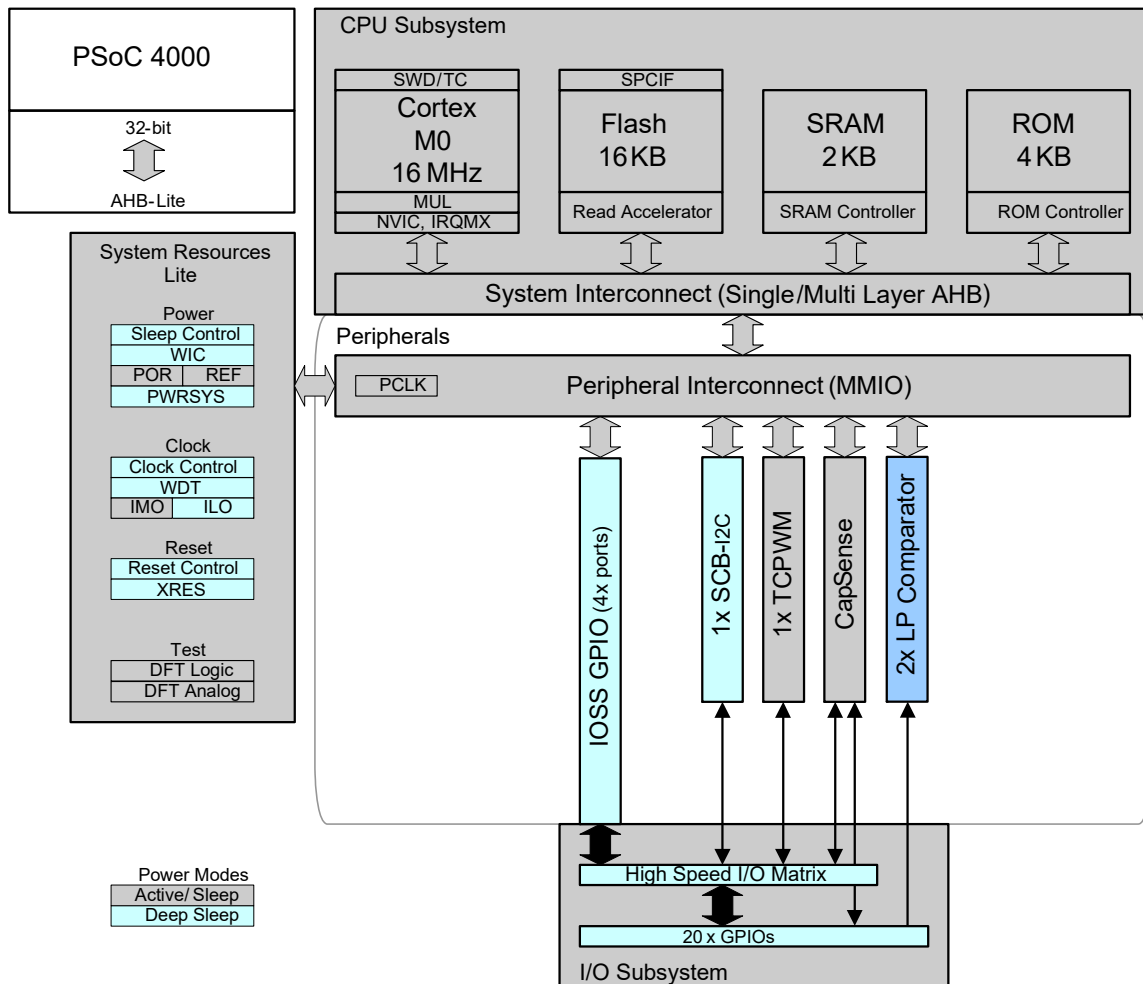 PSoC 4000
32-bit
AHB-Lite
CPU Subsystem
SWD/TC
Cortex
M0
16 MHz
MUL
NVIC, IRQMX
SPCIF
Flash
16 KB
Read Accelerator
SRAM
2 KB
SRAM Controller
ROM
4 KB
ROM Controller
System Interconnect (Single/Multi Layer AHB)
System Resources
Lite
Power
Sleep Control
WIC
POR REF
PWRSYS
Clock
Clock Control
WDT
IMO ILO
Reset
Reset Control
XRES
Test
DFT Logic
DFT Analog
Peripherals
PCLK
Peripheral Interconnect (MMIO)
IOSS GPIO (4x ports)
1x SCB-I2C
1x TCPWM
CapSense
2x LP Comparator
Power Modes
Active/Sleep
Deep Sleep
High Speed I/O Matrix
20 x GPIOs
I/O Subsystem